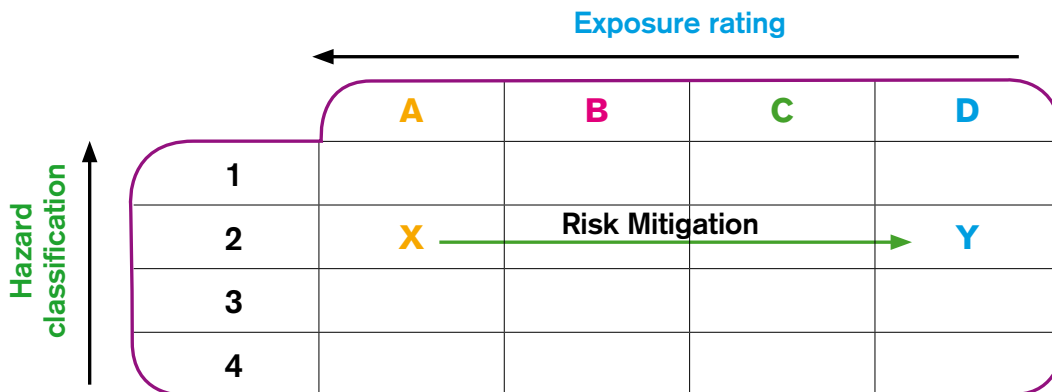 Exposure rating
A B C D
Hazard
classification
1
2 X Risk Mitigation Y
3
4